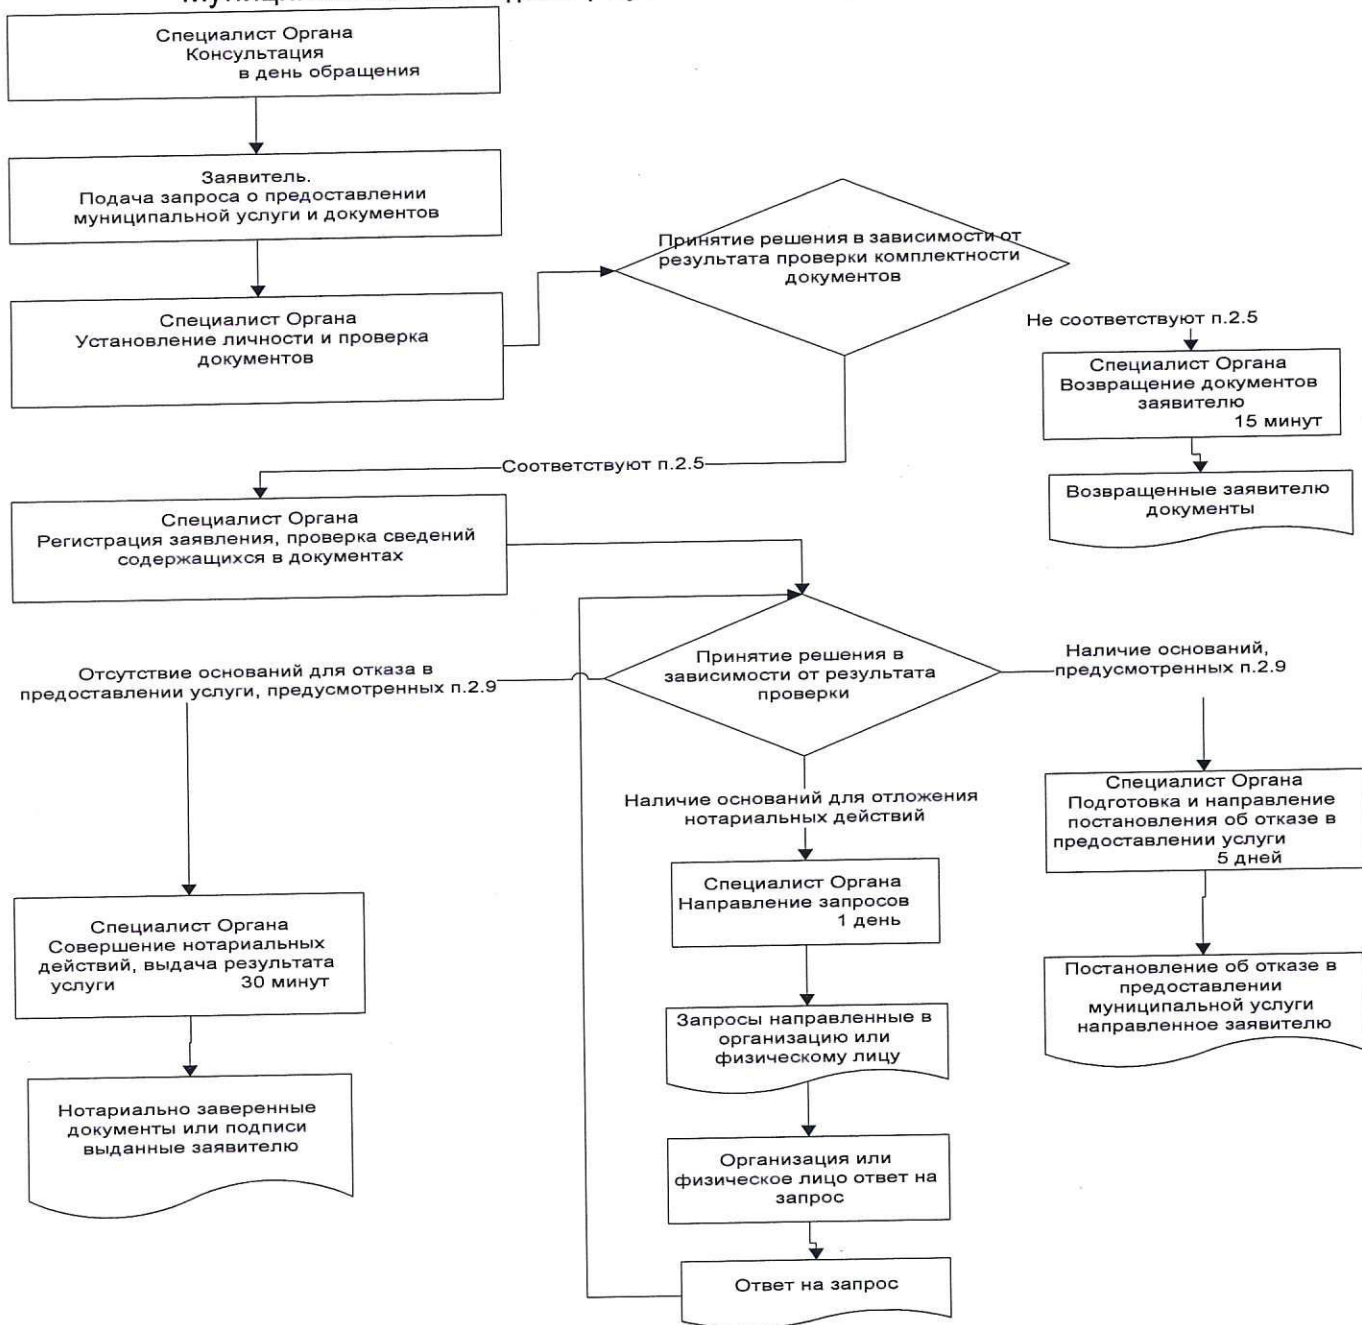 Специалист Органа
Консультация
в день обращения
Заявитель.
Подача запроса о предоставлении
муниципальной услуги и документов
Специалист Органа
Установление личности и проверка
документов
Принятие решения в зависимости от
результата проверки комплектности
документов
Не соответствуют п.2.5
Специалист Органа
Возвращение документов
заявителю
15 минут
Возвращенные заявителю
документы
Соответствуют п.2.5
Специалист Органа
Регистрация заявления, проверка сведений
содержащихся в документах
Принятие решения в
зависимости от результата
проверки
Отсутствие оснований для отказа в
предоставлении услуги, предусмотренных п.2.9
Наличие оснований,
предусмотренных п.2.9
Наличие оснований для отложения
нотариальных действий
Специалист Органа
Подготовка и направление
постановления об отказе в
предоставлении услуги
5 дней
Специалист Органа
Направление запросов
1 день
Специалист Органа
Совершение нотариальных
действий, выдача результата
услуги 30 минут
Постановление об отказе в
предоставлении
муниципальной услуги
направленное заявителю
Запросы направленные в
организацию или
физическому лицу
Нотариально заверенные
документы или подписи
выданные заявителю
Организация или
физическое лицо ответ на
запрос
Ответ на запрос